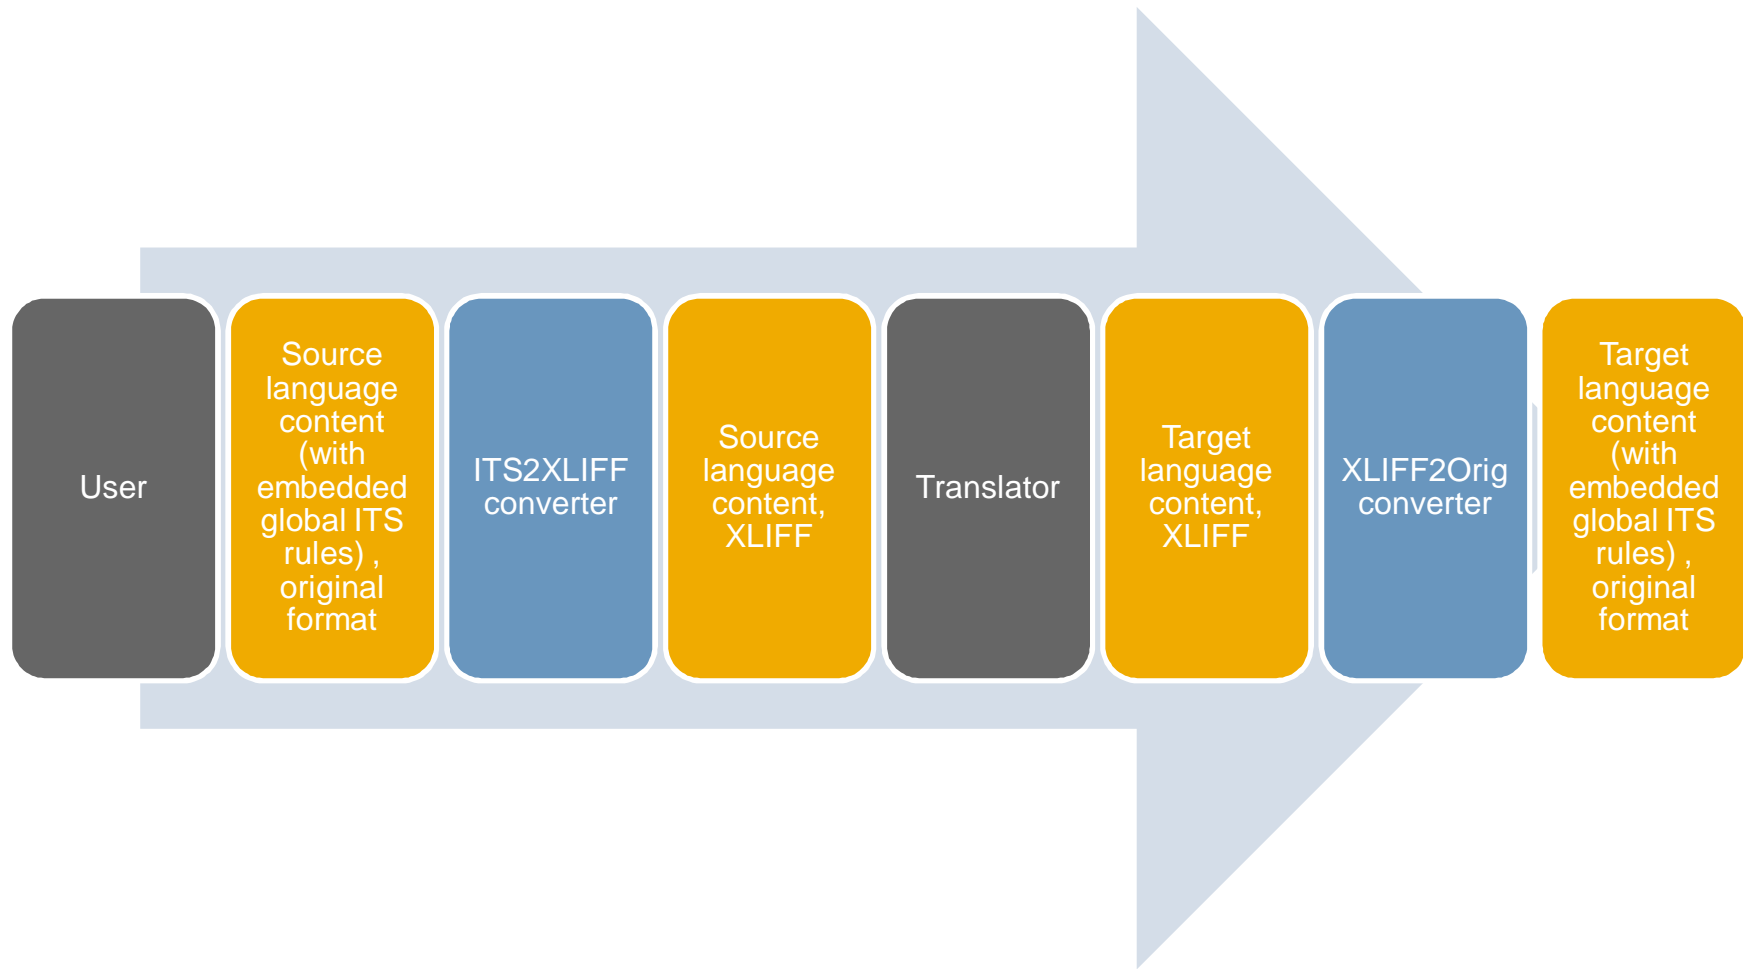 User
Source
language
content
(with
embedded
global ITS
rules) ,
original
format
ITS2XLIFF
converter
Source
language
content,
XLIFF
Translator
Target
language
content,
XLIFF
XLIFF2Orig
converter
Target
language
content
(with
embedded
global ITS
rules) ,
original
format